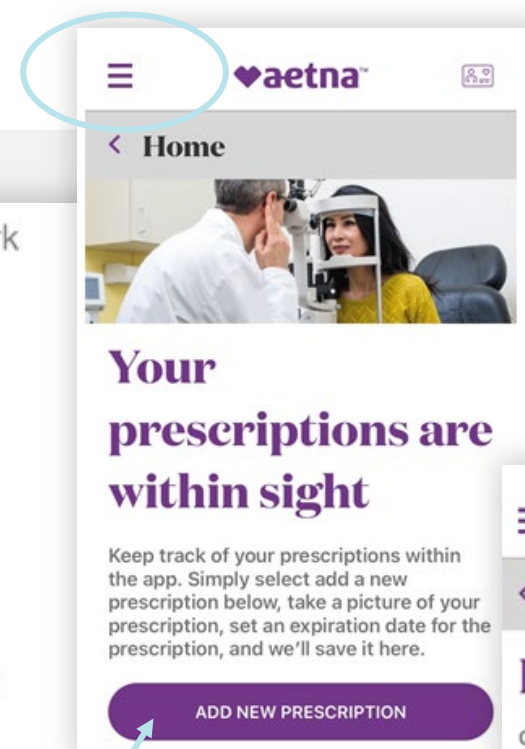 aetna™
Home
Your
prescriptions are
within sight
Keep track of your prescriptions within
the app. Simply select add a new
prescription below, take a picture of your
prescription, set an expiration date for the
prescription, and we'll save it here.
ADD NEW PRESCRIPTION